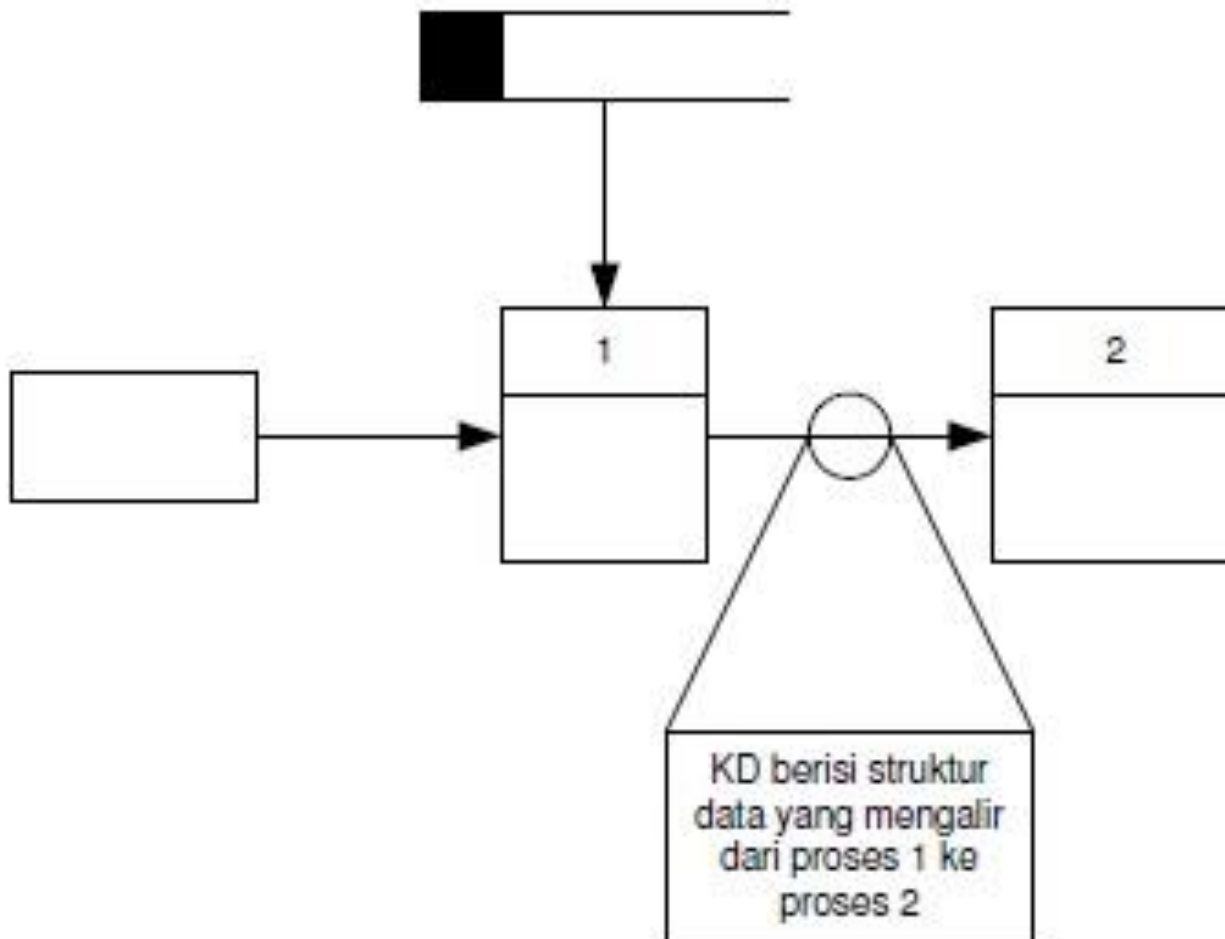 1
2
KD berisi struktur
data yang mengalir
dari proses 1 ke
proses 2